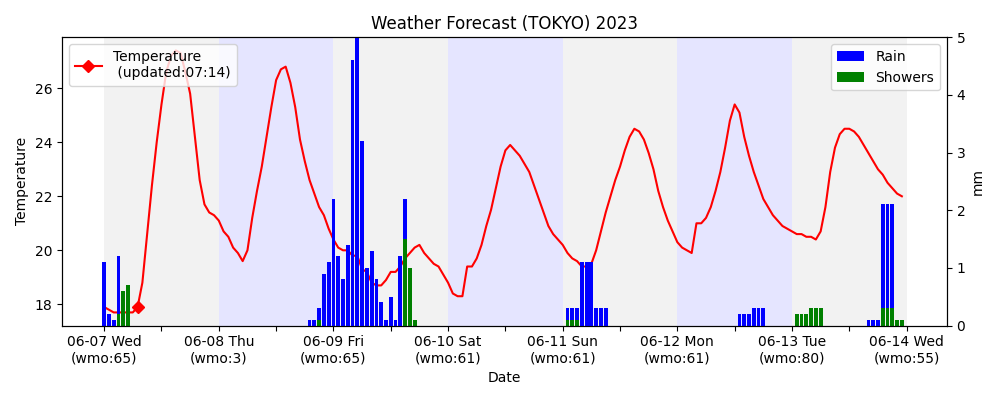 Weather Forecast (TOKYO) 2023
Temperature
(updated:07:14)
Rain
Showers
Temperature
26
24
22
20
18
5
4
3
2
1
0
mm
06-07 Wed
(wmo:65)
06-08 Thu
(wmo:3)
06-09 Fri
(wmo:65)
06-10 Sat
(wmo:61)
06-11 Sun
(wmo:61)
06-12 Mon
(wmo:61)
06-13 Tue
(wmo:80)
06-14 Wed
(wmo:55)
Date